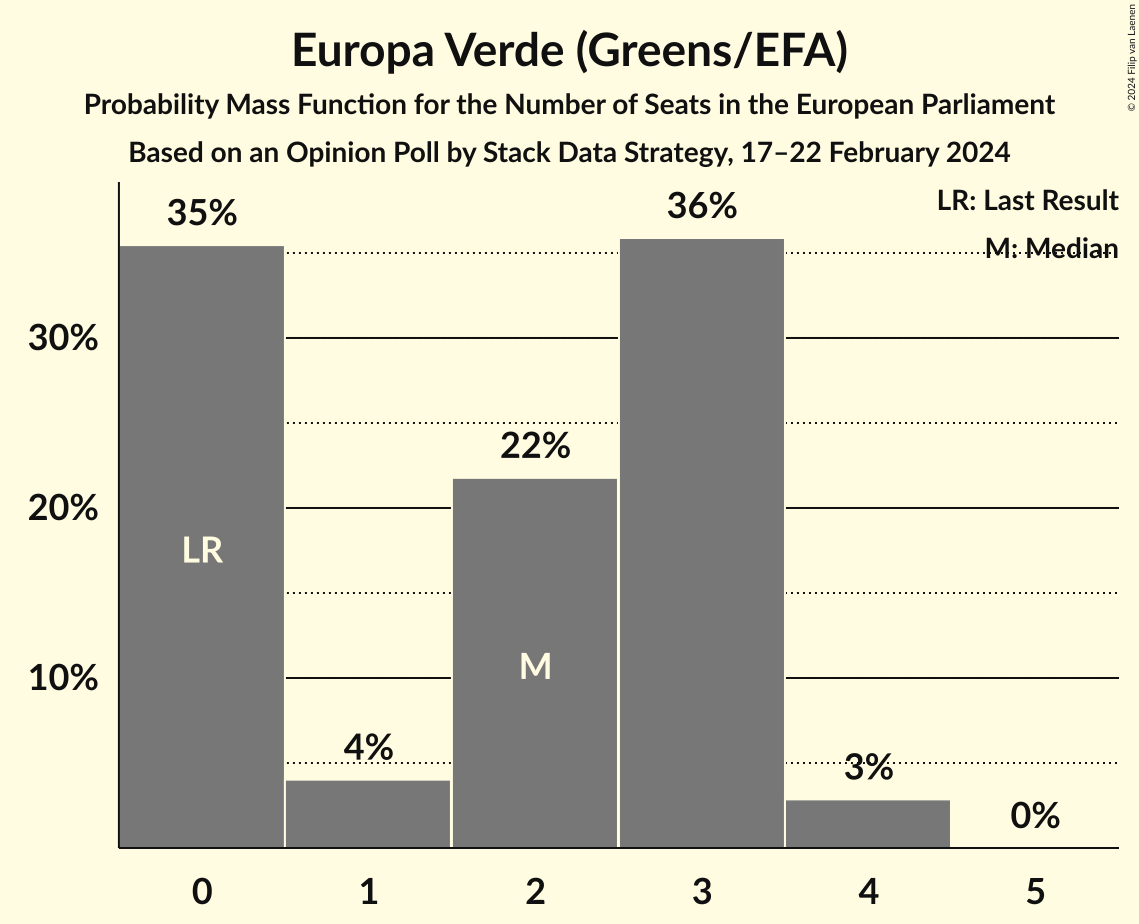 Europa Verde (Greens/EFA)
Probability Mass Function for the Number of Seats in the European Parliament
Based on an Opinion Poll by Stack Data Strategy, 17–22 February 2024
© 2024 Filip van Laenen
LR: Last Result
M: Median
35%
36%
22%
4%
3%
0%
LR
M
30%
20%
10%
0 1 2 3 4 5